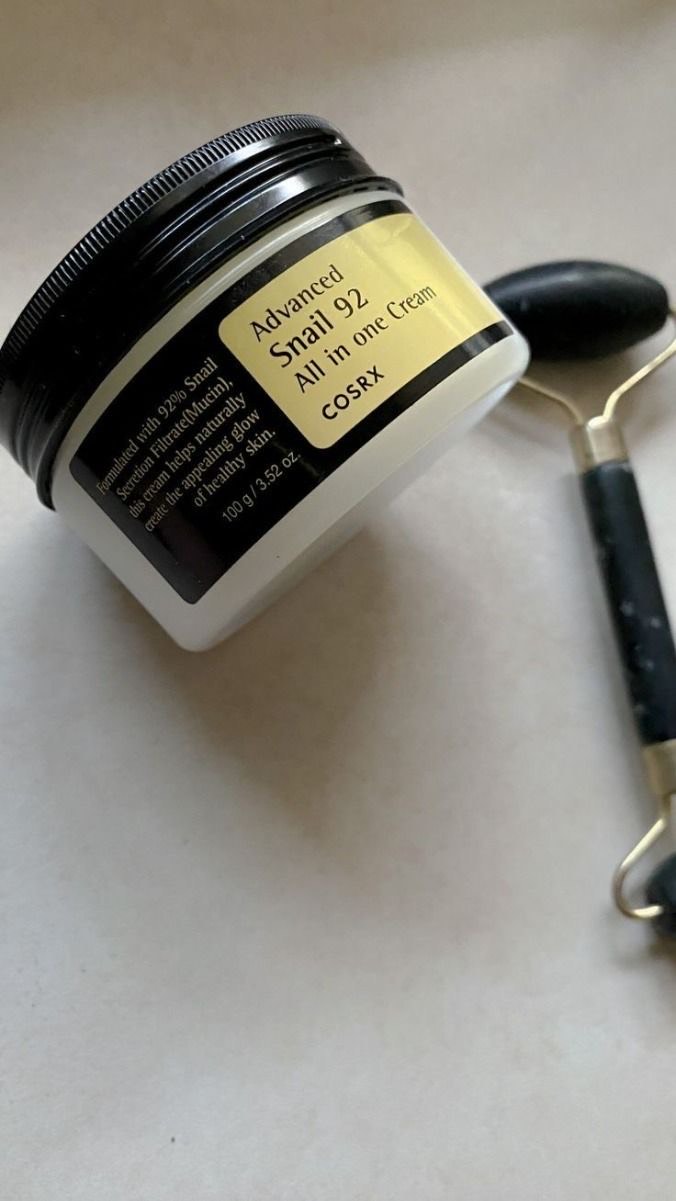 Advanced
Snail 92
All in one Cream
COSRX
Formulated with 92% Snail
Secretion Filtrate(Mucin),
this cream helps naturally
create the appealing glow
of healthy skin.
100 g / 3.52 oz.